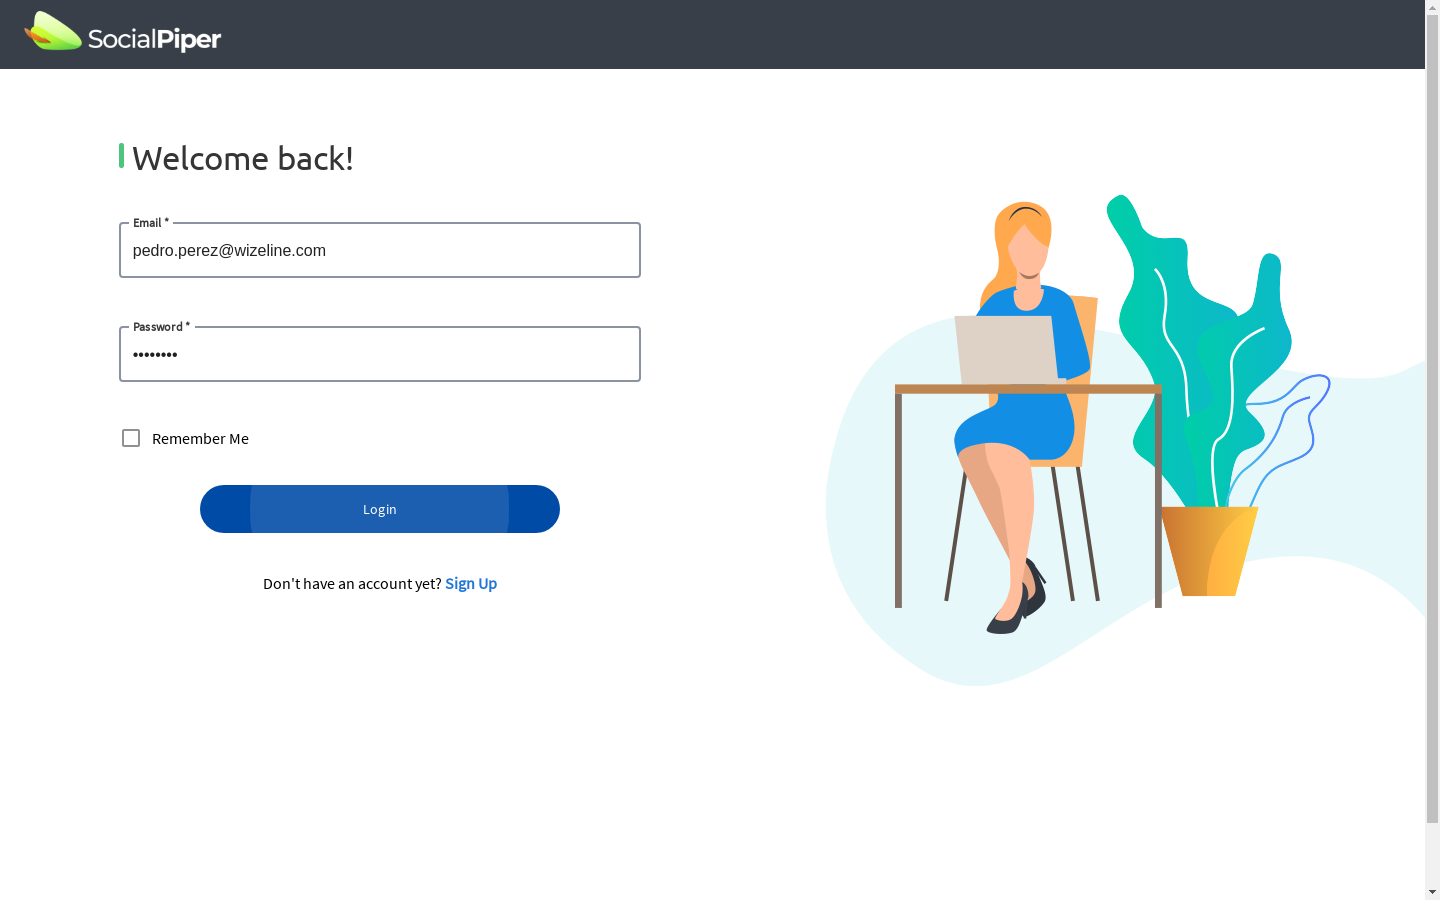 SocialPiper
Welcome back!
Email *
pedro.perez@wizeline.com
Password *
••••••••
Remember Me
Login
Don't have an account yet? Sign Up